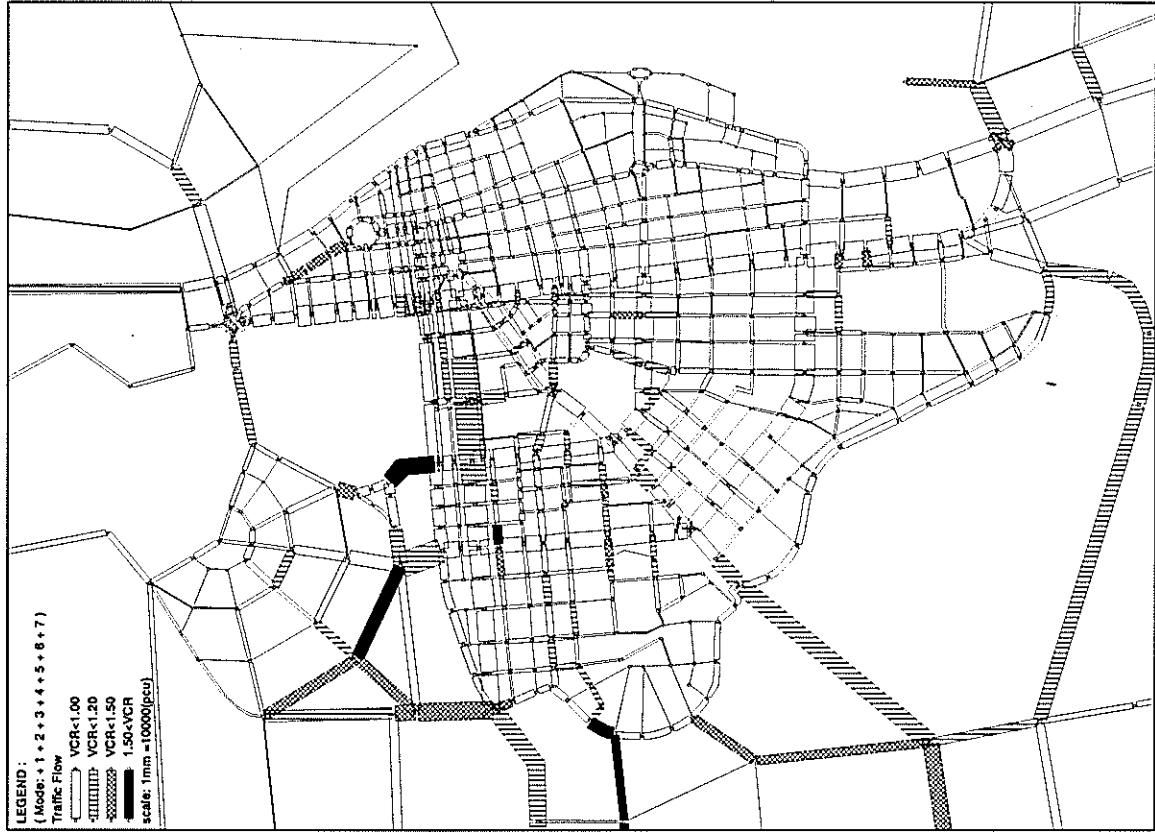 LEGEND :
( Mode: + 1 + 2 + 3 + 4 + 5 + 6 + 7 )
Traffic Flow
VCR<1.00
VCR<1.20
VCR<1.50
1.50<VCR
scale: 1mm =10000(pcu)